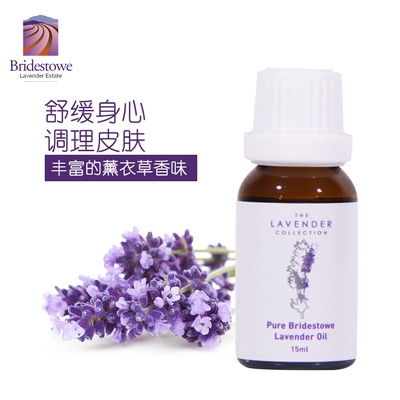 Bridestowe
Lavender Estate
舒缓身心
调理皮肤
丰富的薰衣草香味
THE
LAVENDER
COLLECTION
Pure Bridestowe
Lavender Oil
15ml